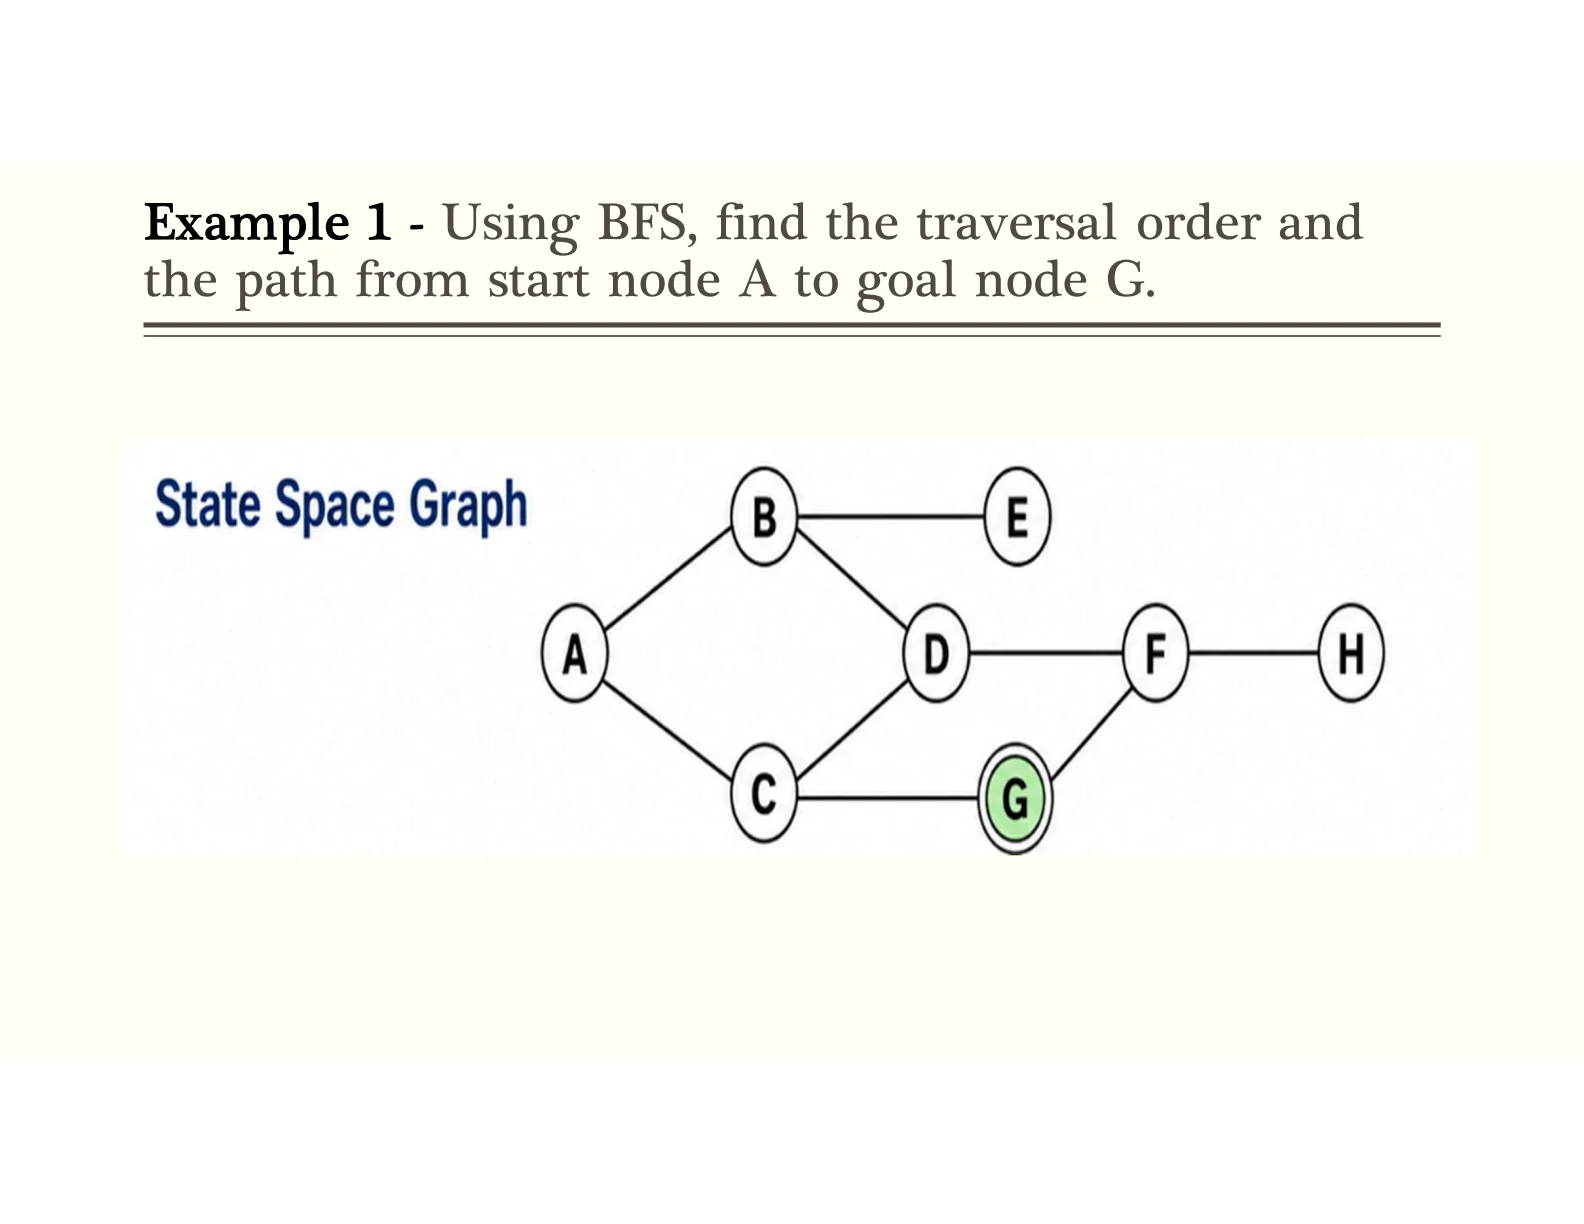 Example 1 - Using BFS, find the traversal order and
the path from start node A to goal node G.
State Space Graph
B
E
A
D
F
H
C
G